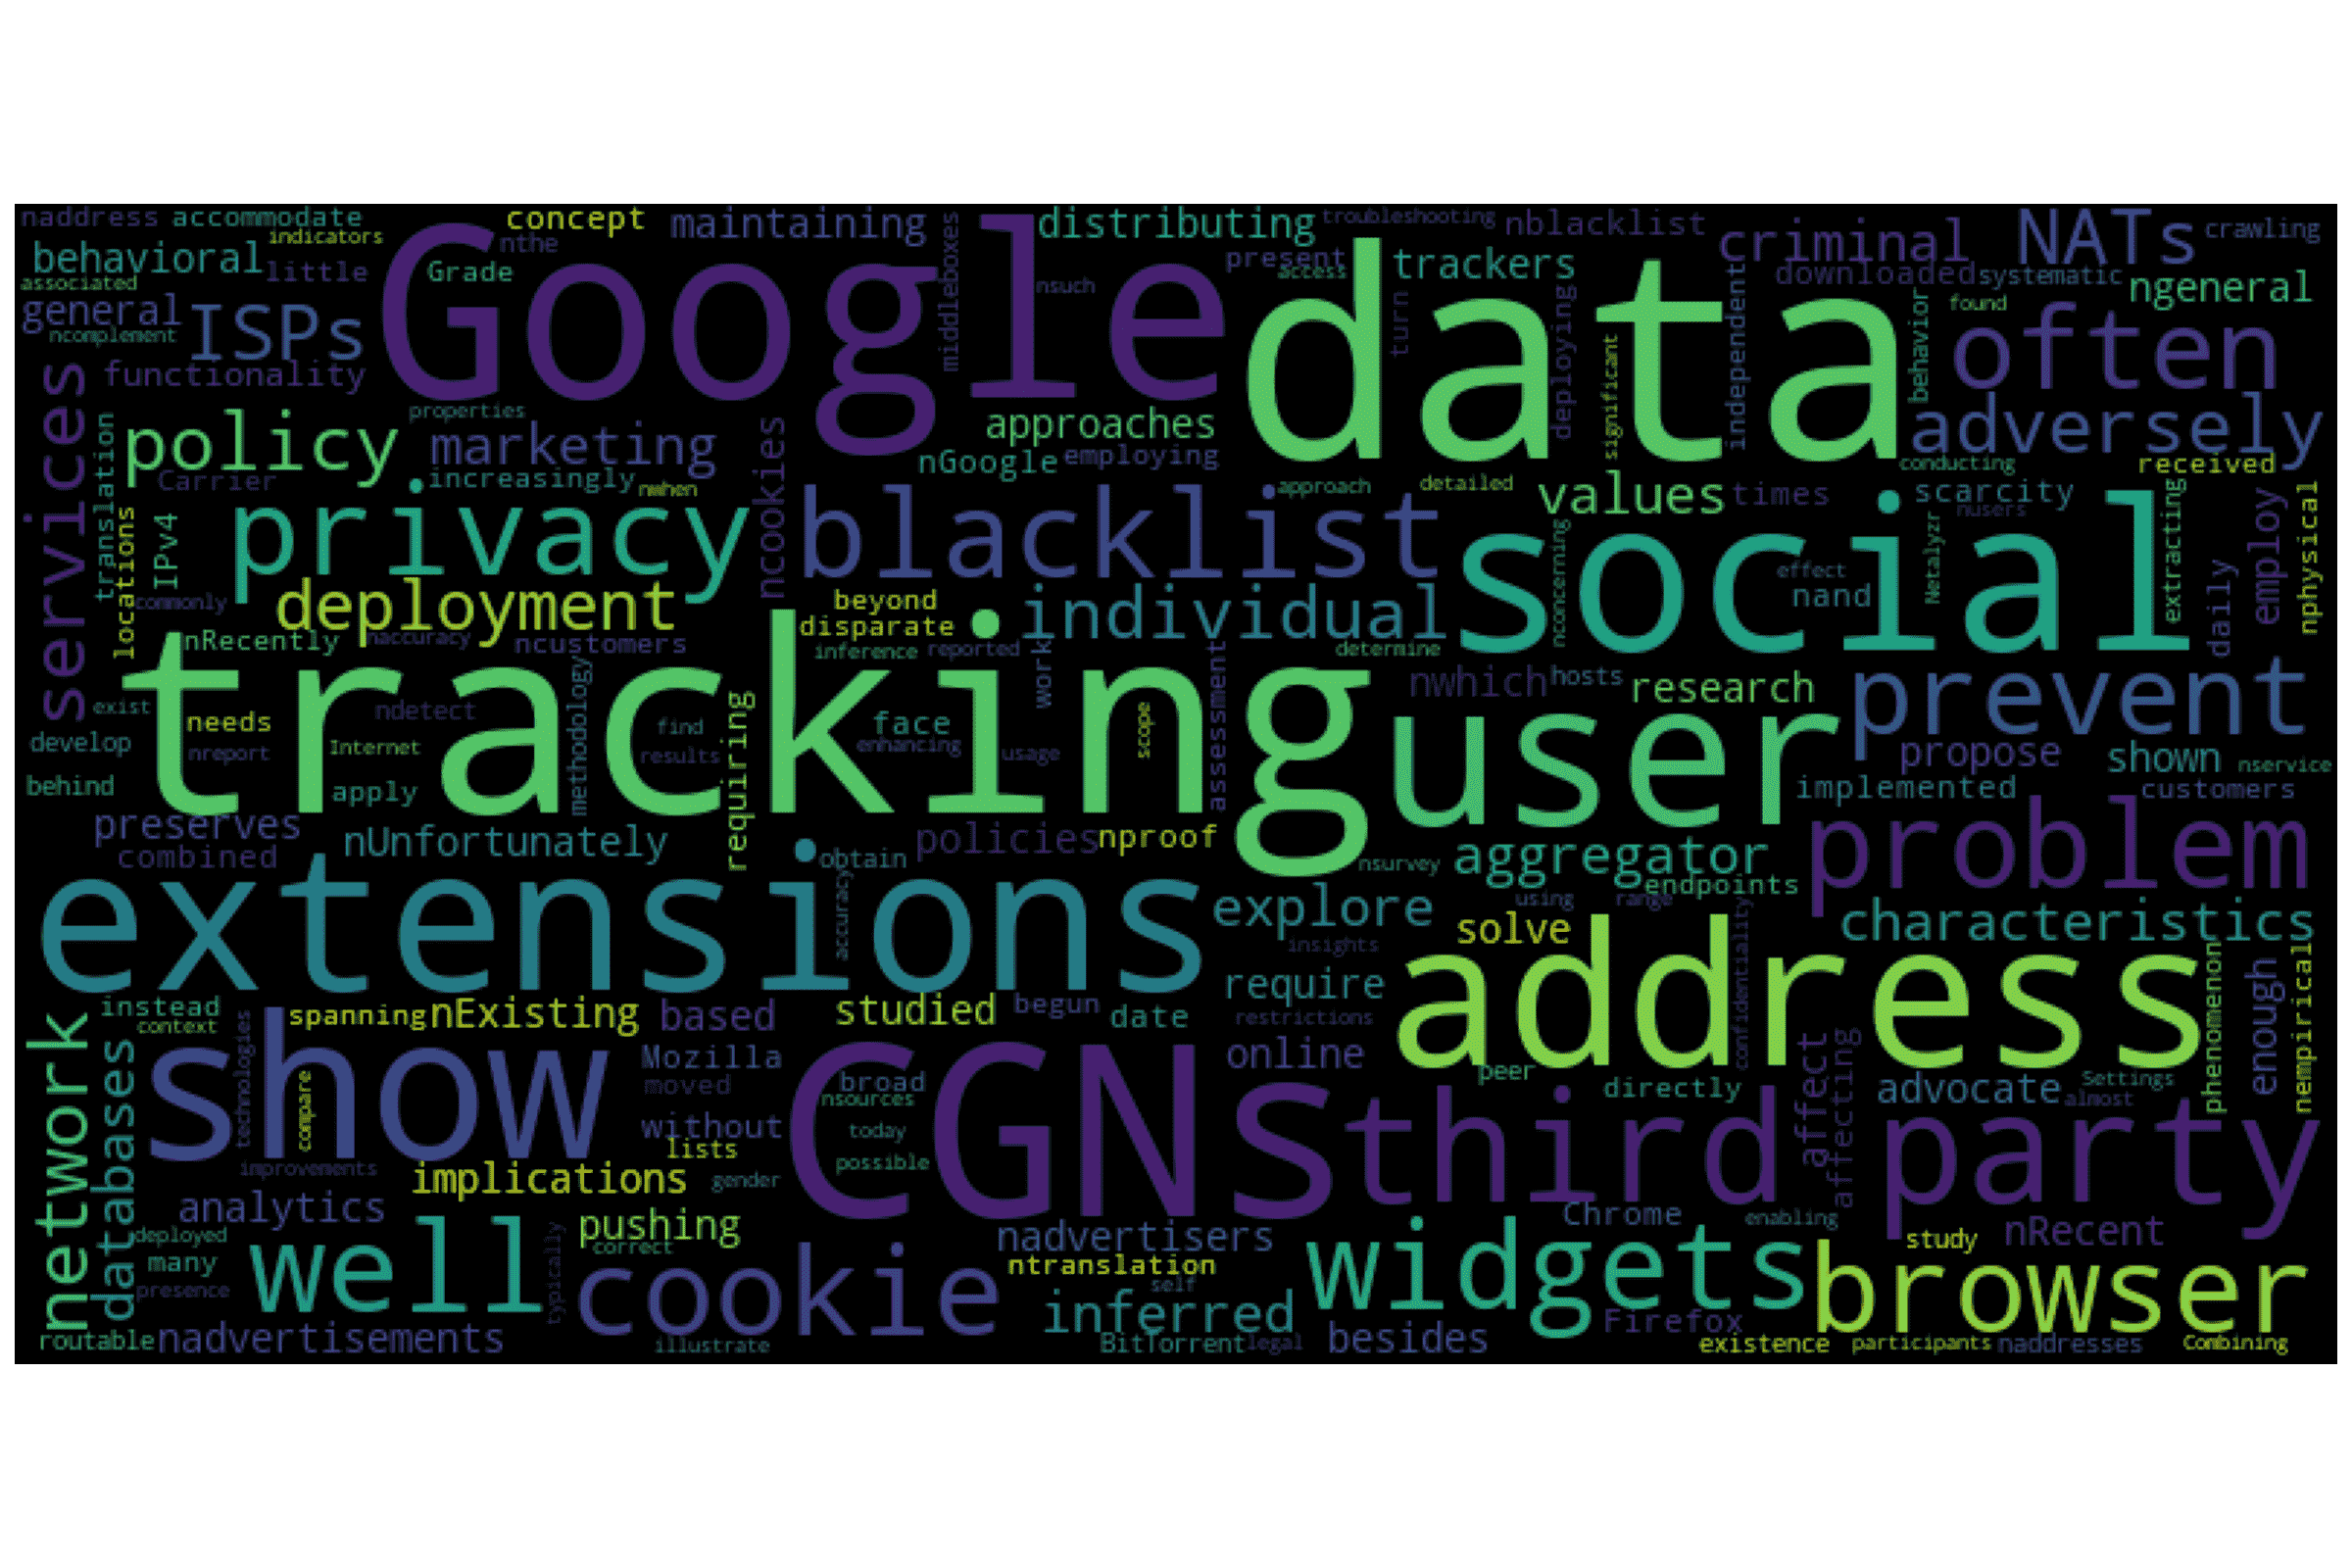 naddress accommodate concept maintaining distributing troubleshooting nblacklist criminal NATs crawling
indicators nthe middleboxes
behavioral little Grade Google present access trackers downloaded systematic
associated nsuch data turn deploying significant independent behavior found ngeneral
general ISPs often
ncomplement
functionality
services policy properties marketing approaches adversely
translation Carrier increasingly nwhen ncookies nGoogle employing conducting received
locations IPv4 privacy blacklist approach detailed values times scarcity nusers extracting employ nphysical
commonly deployment beyond individual social nconcerning effect nand Netalyzr daily
nRecently naccuracy ncustomers disparate inference reported work determine
tracking methodology requiring assessment nwhich hosts research prevent
exist needs ndetect find face scope user
develop nreport Internet results enhancing usage propose shown nservice
behind apply implemented customers
preserves nUnfortunately policies nproof aggregator problem
combined obtain nsurvey endpoints
extensions accuracy explore using range characteristics
insights solve confidentiality address phenomenon enough nempirical
instead spanning nExisting based studied begun date require
context restrictions
network databases show technologies compare Mozilla CGNs online peer directly affect affecting advocate Settings
moved broad almost
nsources
without today third party
lists possible
improvements implications gender
analytics pushing nadvertisers Chrome enabling study nRecent
deployed well typically correct widgets browser
many cookie ntranslation
presence self
inferred besides Firefox
routable nadvertisements illustrate BitTorrent legal existence participants naddresses Combining